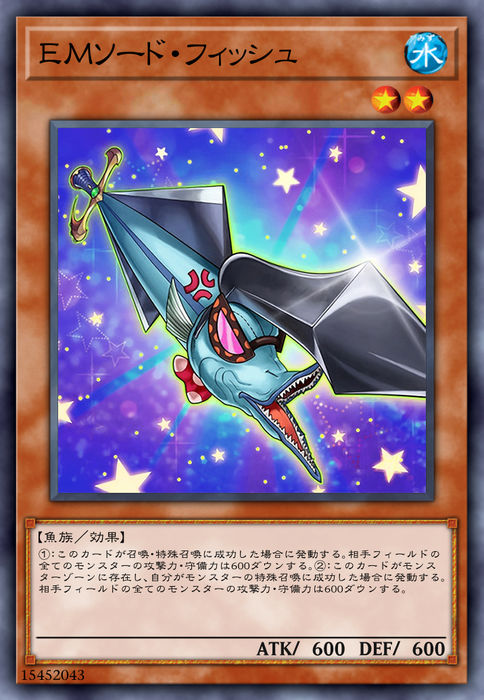 EMソード・フィッシュ
みず
水
【魚族／効果】
①:このカードが召喚・特殊召喚に成功した場合に発動する。相手フィールドの
全てのモンスターの攻撃力・守備力は600ダウンする。②:このカードがモンス
ターゾーンに存在し、自分がモンスターの特殊召喚に成功した場合に発動する。
相手フィールドの全てのモンスターの攻撃力・守備力は600ダウンする。
ATK/ 600 DEF/ 600
15452043